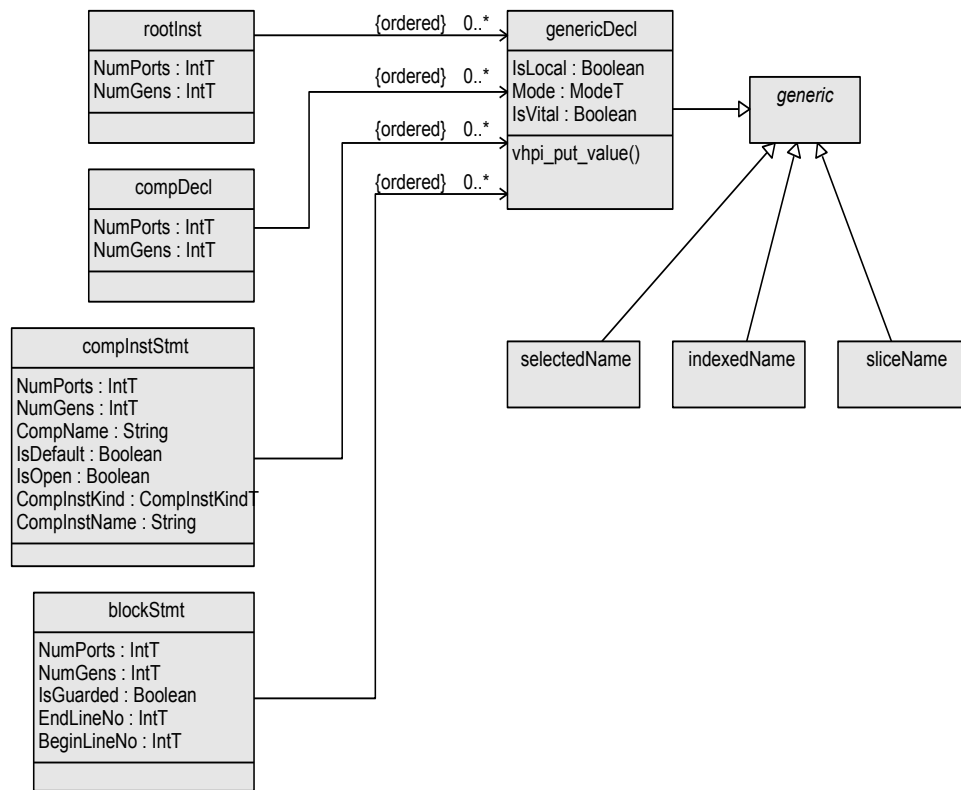 rootInst
NumPorts : IntT
NumGens : IntT
{ordered} 0..*
{ordered} 0..*
{ordered} 0..*
{ordered} 0..*
genericDecl
IsLocal : Boolean
Mode : ModeT
IsVital : Boolean
vhpi_put_value()
generic
compDecl
NumPorts : IntT
NumGens : IntT
compInstStmt
NumPorts : IntT
NumGens : IntT
CompName : String
IsDefault : Boolean
IsOpen : Boolean
CompInstKind : CompInstKindT
CompInstName : String
selectedName
indexedName
sliceName
blockStmt
NumPorts : IntT
NumGens : IntT
IsGuarded : Boolean
EndLineNo : IntT
BeginLineNo : IntT